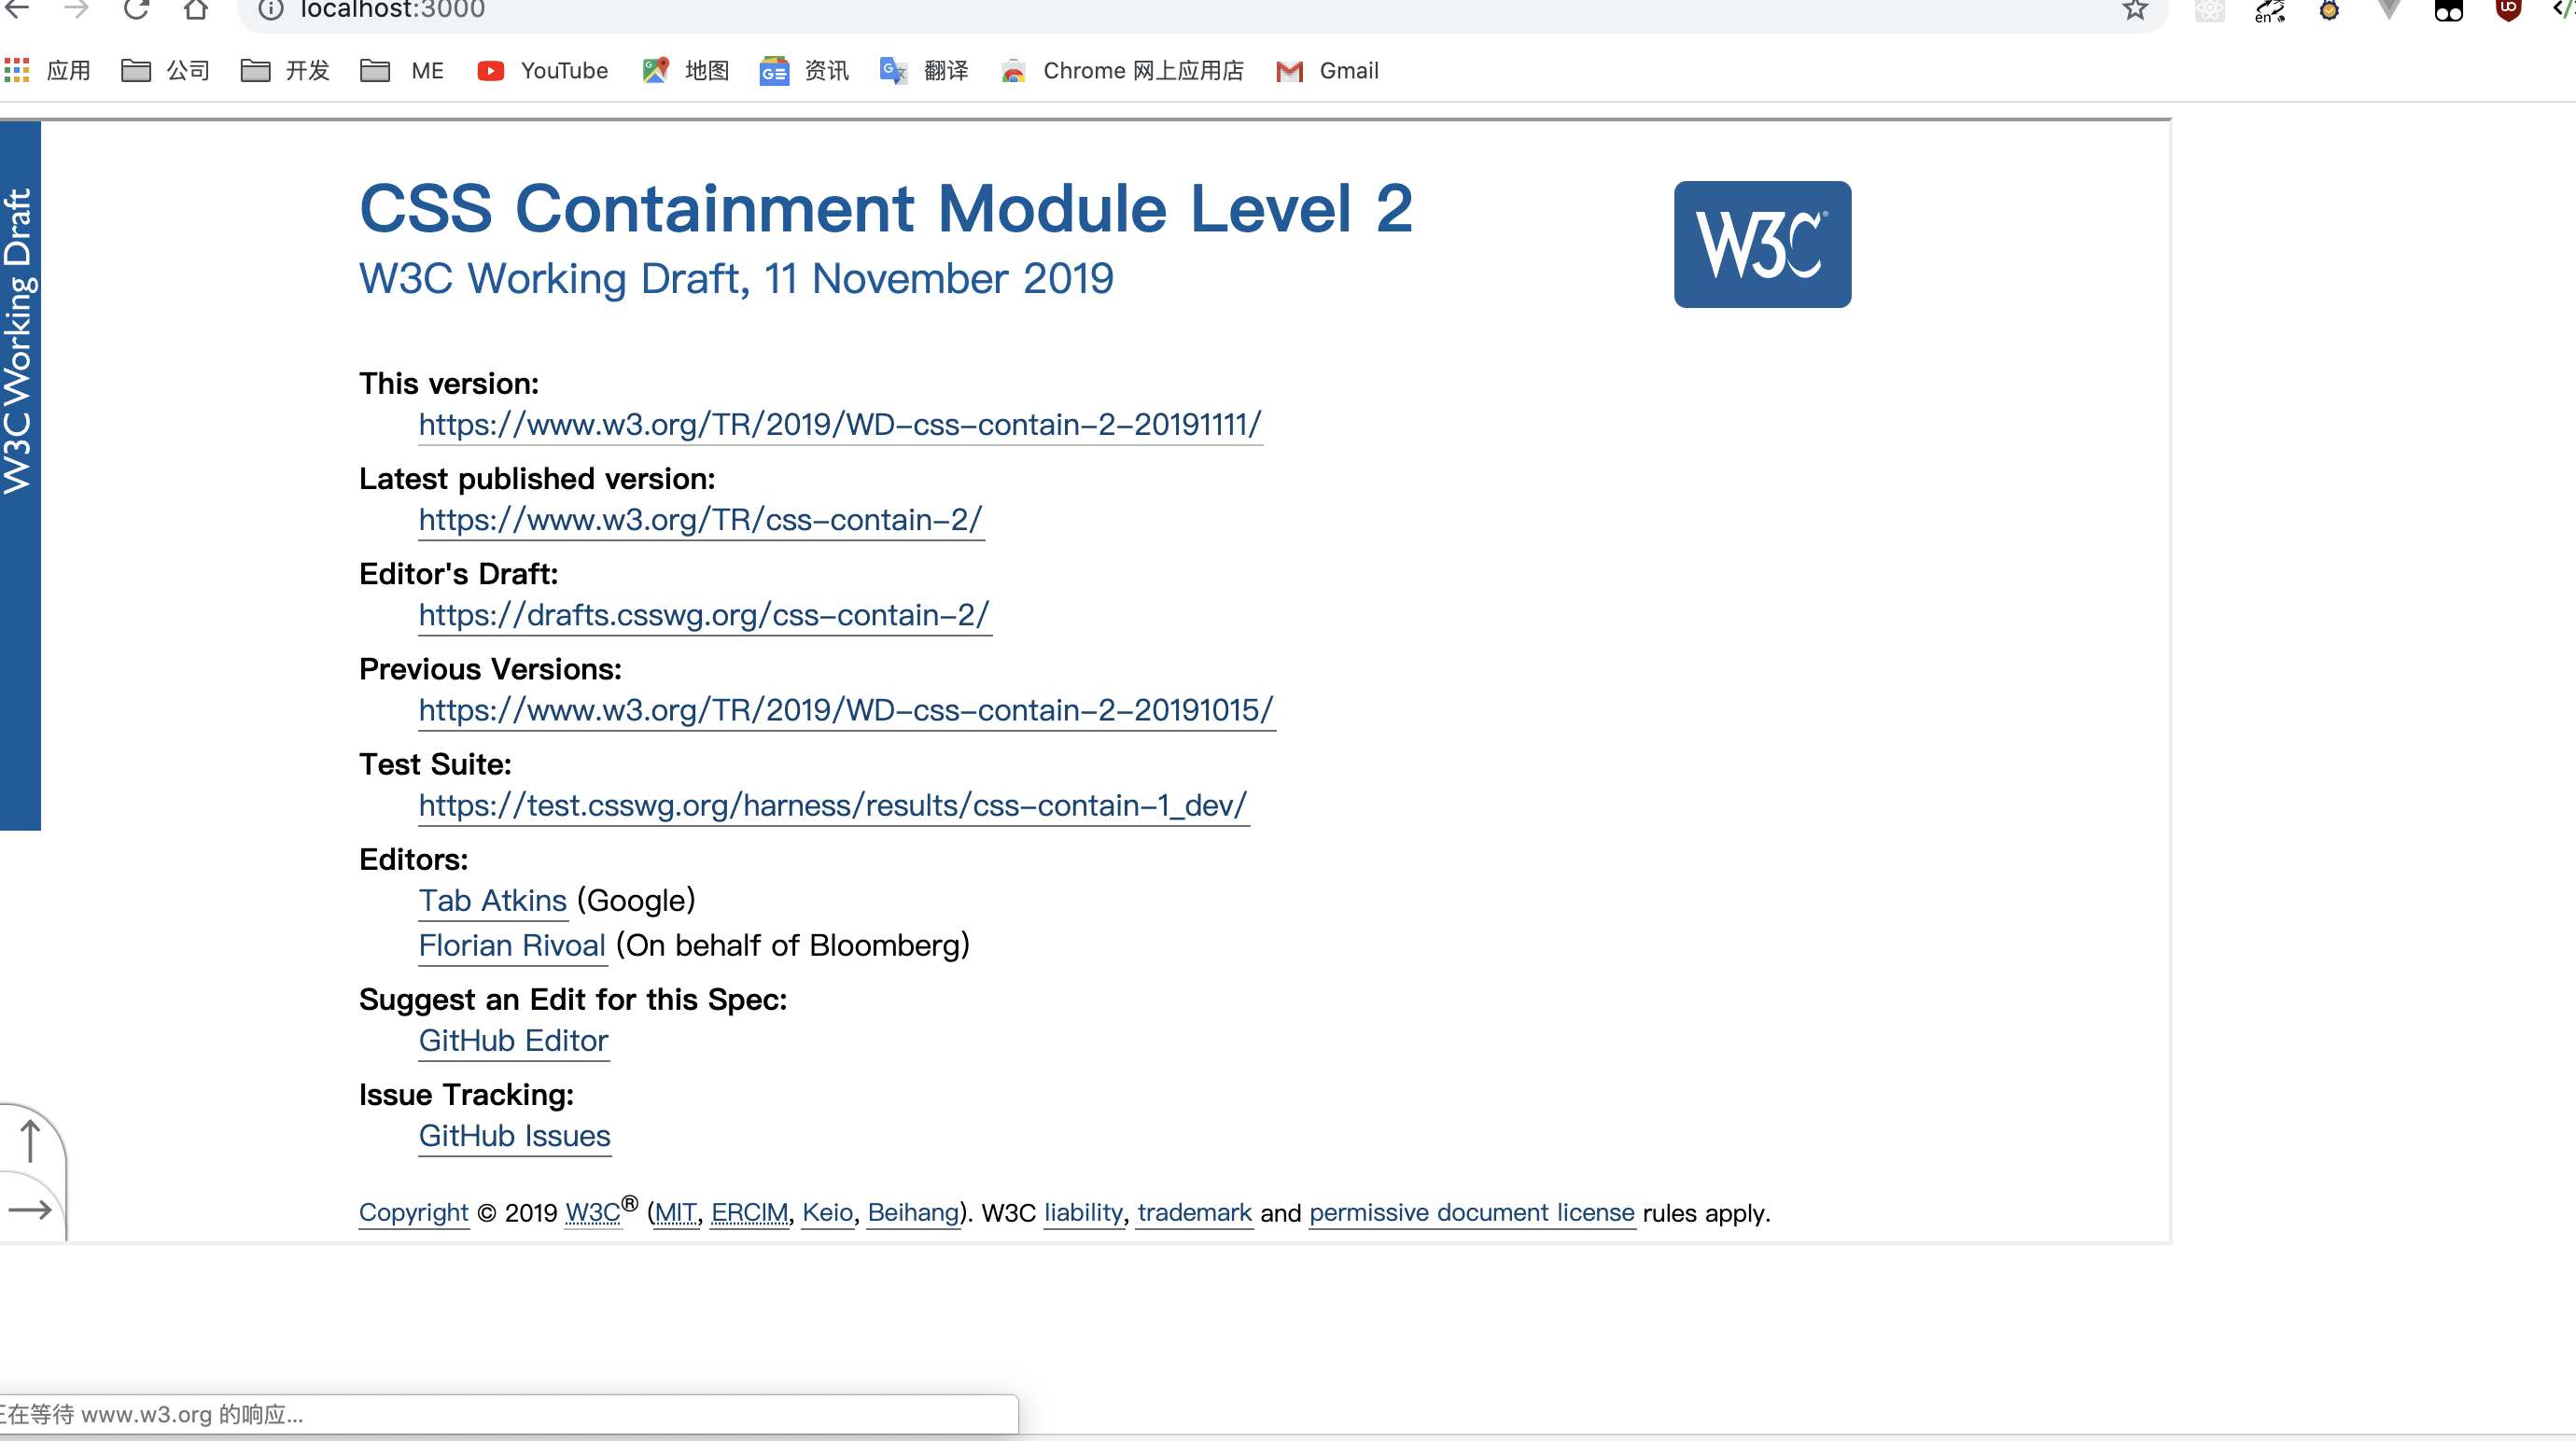 localhost:3000
en
应用 公司 开发 ME YouTube 地图 资讯 翻译 Chrome 网上应用店 Gmail
W3C Working Draft
CSS Containment Module Level 2
W3C
W3C Working Draft, 11 November 2019
This version:
https://www.w3.org/TR/2019/WD-css-contain-2-20191111/
Latest published version:
https://www.w3.org/TR/css-contain-2/
Editor's Draft:
https://drafts.csswg.org/css-contain-2/
Previous Versions:
https://www.w3.org/TR/2019/WD-css-contain-2-20191015/
Test Suite:
https://test.csswg.org/harness/results/css-contain-1_dev/
Editors:
Tab Atkins (Google)
Florian Rivoal (On behalf of Bloomberg)
Suggest an Edit for this Spec:
GitHub Editor
Issue Tracking:
GitHub Issues
Copyright © 2019 W3C® (MIT, ERCIM, Keio, Beihang). W3C liability, trademark and permissive document license rules apply.
正在等待 www.w3.org 的响应...